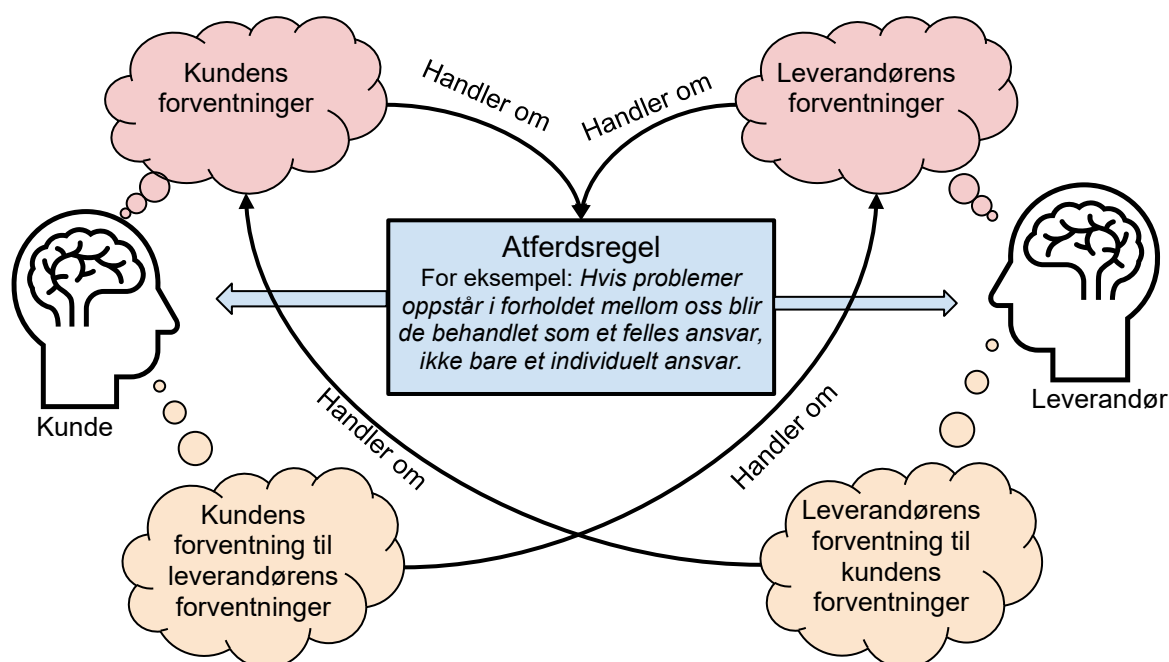 Kundens
forventninger
Handler om
Handler om
Leverandørens
forventninger
Atferdsregel
For eksempel: Hvis problemer
oppstår i forholdet mellom oss blir
de behandlet som et felles ansvar,
ikke bare et individuelt ansvar.
Kunde
Leverandør
Handler om
Handler om
Kundens
forventning til
leverandørens
forventninger
Leverandørens
forventning til
kundens
forventninger